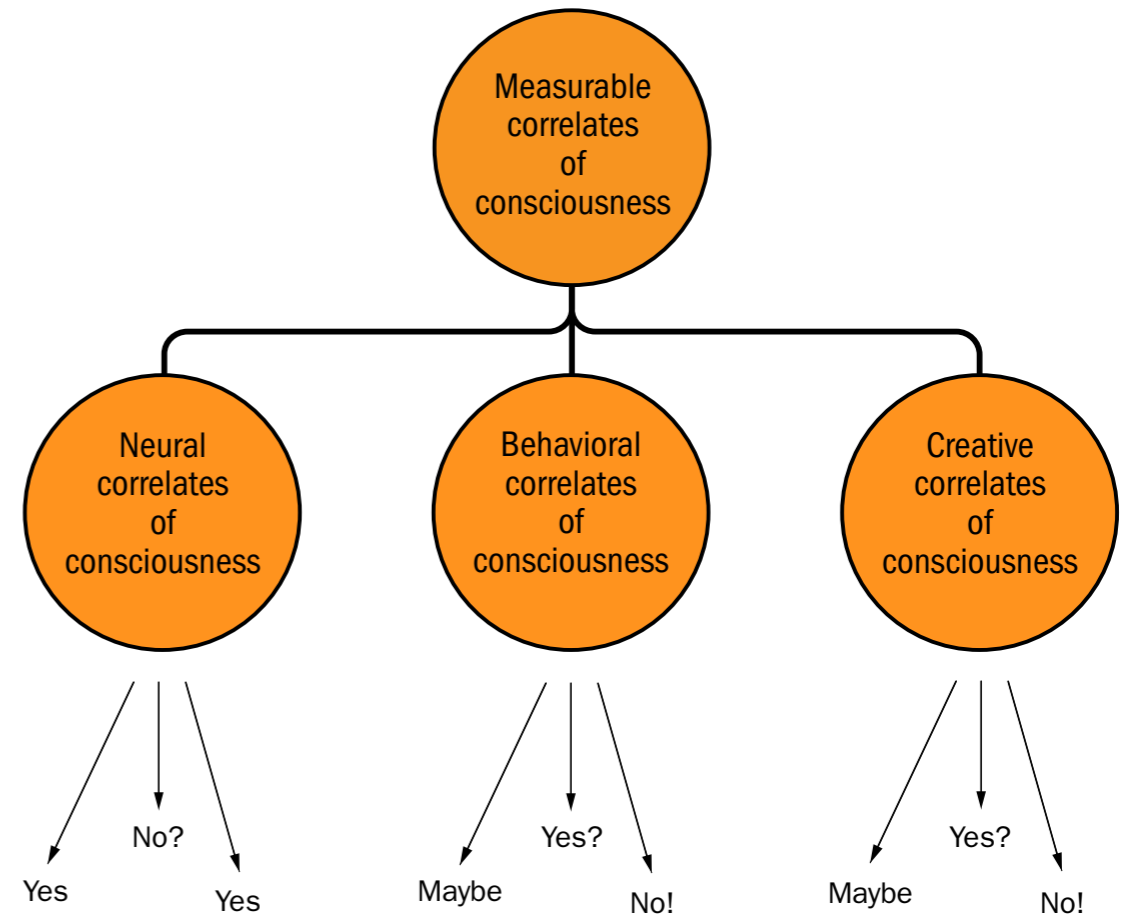 Measurable
correlates
of
consciousness
Neural
correlates
of
consciousness
Behavioral
correlates
of
consciousness
Creative
correlates
of
consciousness
No?
Yes
Yes
Yes?
Maybe
No!
Yes?
Maybe
No!